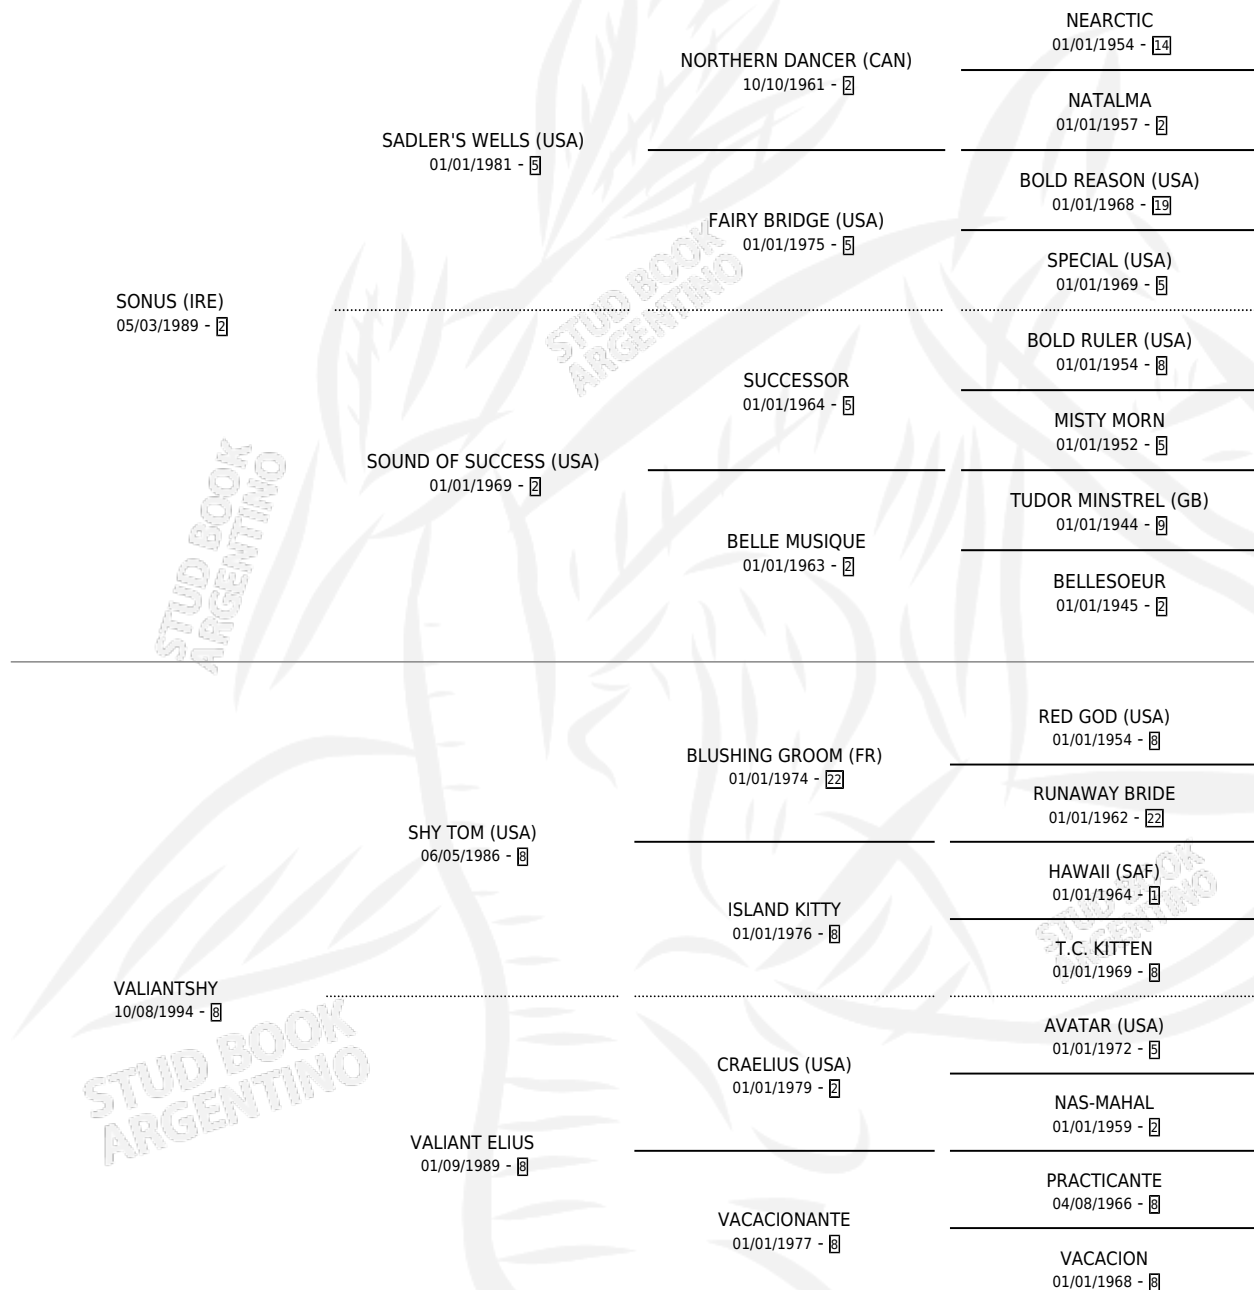 NEARCTIC
01/01/1954 - 14
NORTHERN DANCER (CAN)
10/10/1961 - 2
NATALMA
01/01/1957 - 2
SADLER'S WELLS (USA)
01/01/1981 - 5
BOLD REASON (USA)
01/01/1968 - 19
FAIRY BRIDGE (USA)
01/01/1975 - 5
SPECIAL (USA)
01/01/1969 - 5
SONUS (IRE)
05/03/1989 - 2
STUD BOOK
ARGENTINO
BOLD RULER (USA)
01/01/1954 - 8
SUCCESSOR
01/01/1964 - 5
MISTY MORN
01/01/1952 - 5
SOUND OF SUCCESS (USA)
01/01/1969 - 2
TUDOR MINSTREL (GB)
01/01/1944 - 9
BELLE MUSIQUE
01/01/1963 - 2
BELLESOEUR
01/01/1945 - 2
STUD BOOK
ARGENTINO
RED GOD (USA)
01/01/1954 - 8
BLUSHING GROOM (FR)
01/01/1974 - 22
RUNAWAY BRIDE
01/01/1962 - 22
SHY TOM (USA)
06/05/1986 - 8
HAWAII (SAF)
01/01/1964 - 1
ISLAND KITTY
01/01/1976 - 8
STUD BOOK
ARGENTINO
T.C. KITTEN
01/01/1969 - 8
VALIANTSHY
10/08/1994 - 8
AVATAR (USA)
01/01/1972 - 5
STUD BOOK
ARGENTINO
CRAELIUS (USA)
01/01/1979 - 2
NAS-MAHAL
01/01/1959 - 2
VALIANT ELIUS
01/09/1989 - 8
PRACTICANTE
04/08/1966 - 8
VACACIONANTE
01/01/1977 - 8
VACACION
01/01/1968 - 8